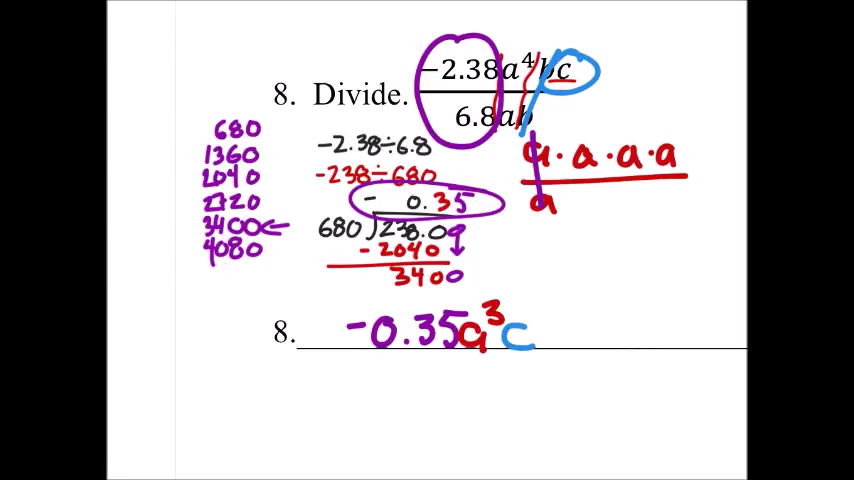 8. Divide. −2.38a⁴bc
6.8ab
680
1360
2040
2720
3400 ←
4080
-2.38÷6.8
-238÷680
- 0.35
680 238.00
- 2040
3400
a · a · a · a
a
8. -0.35a³c